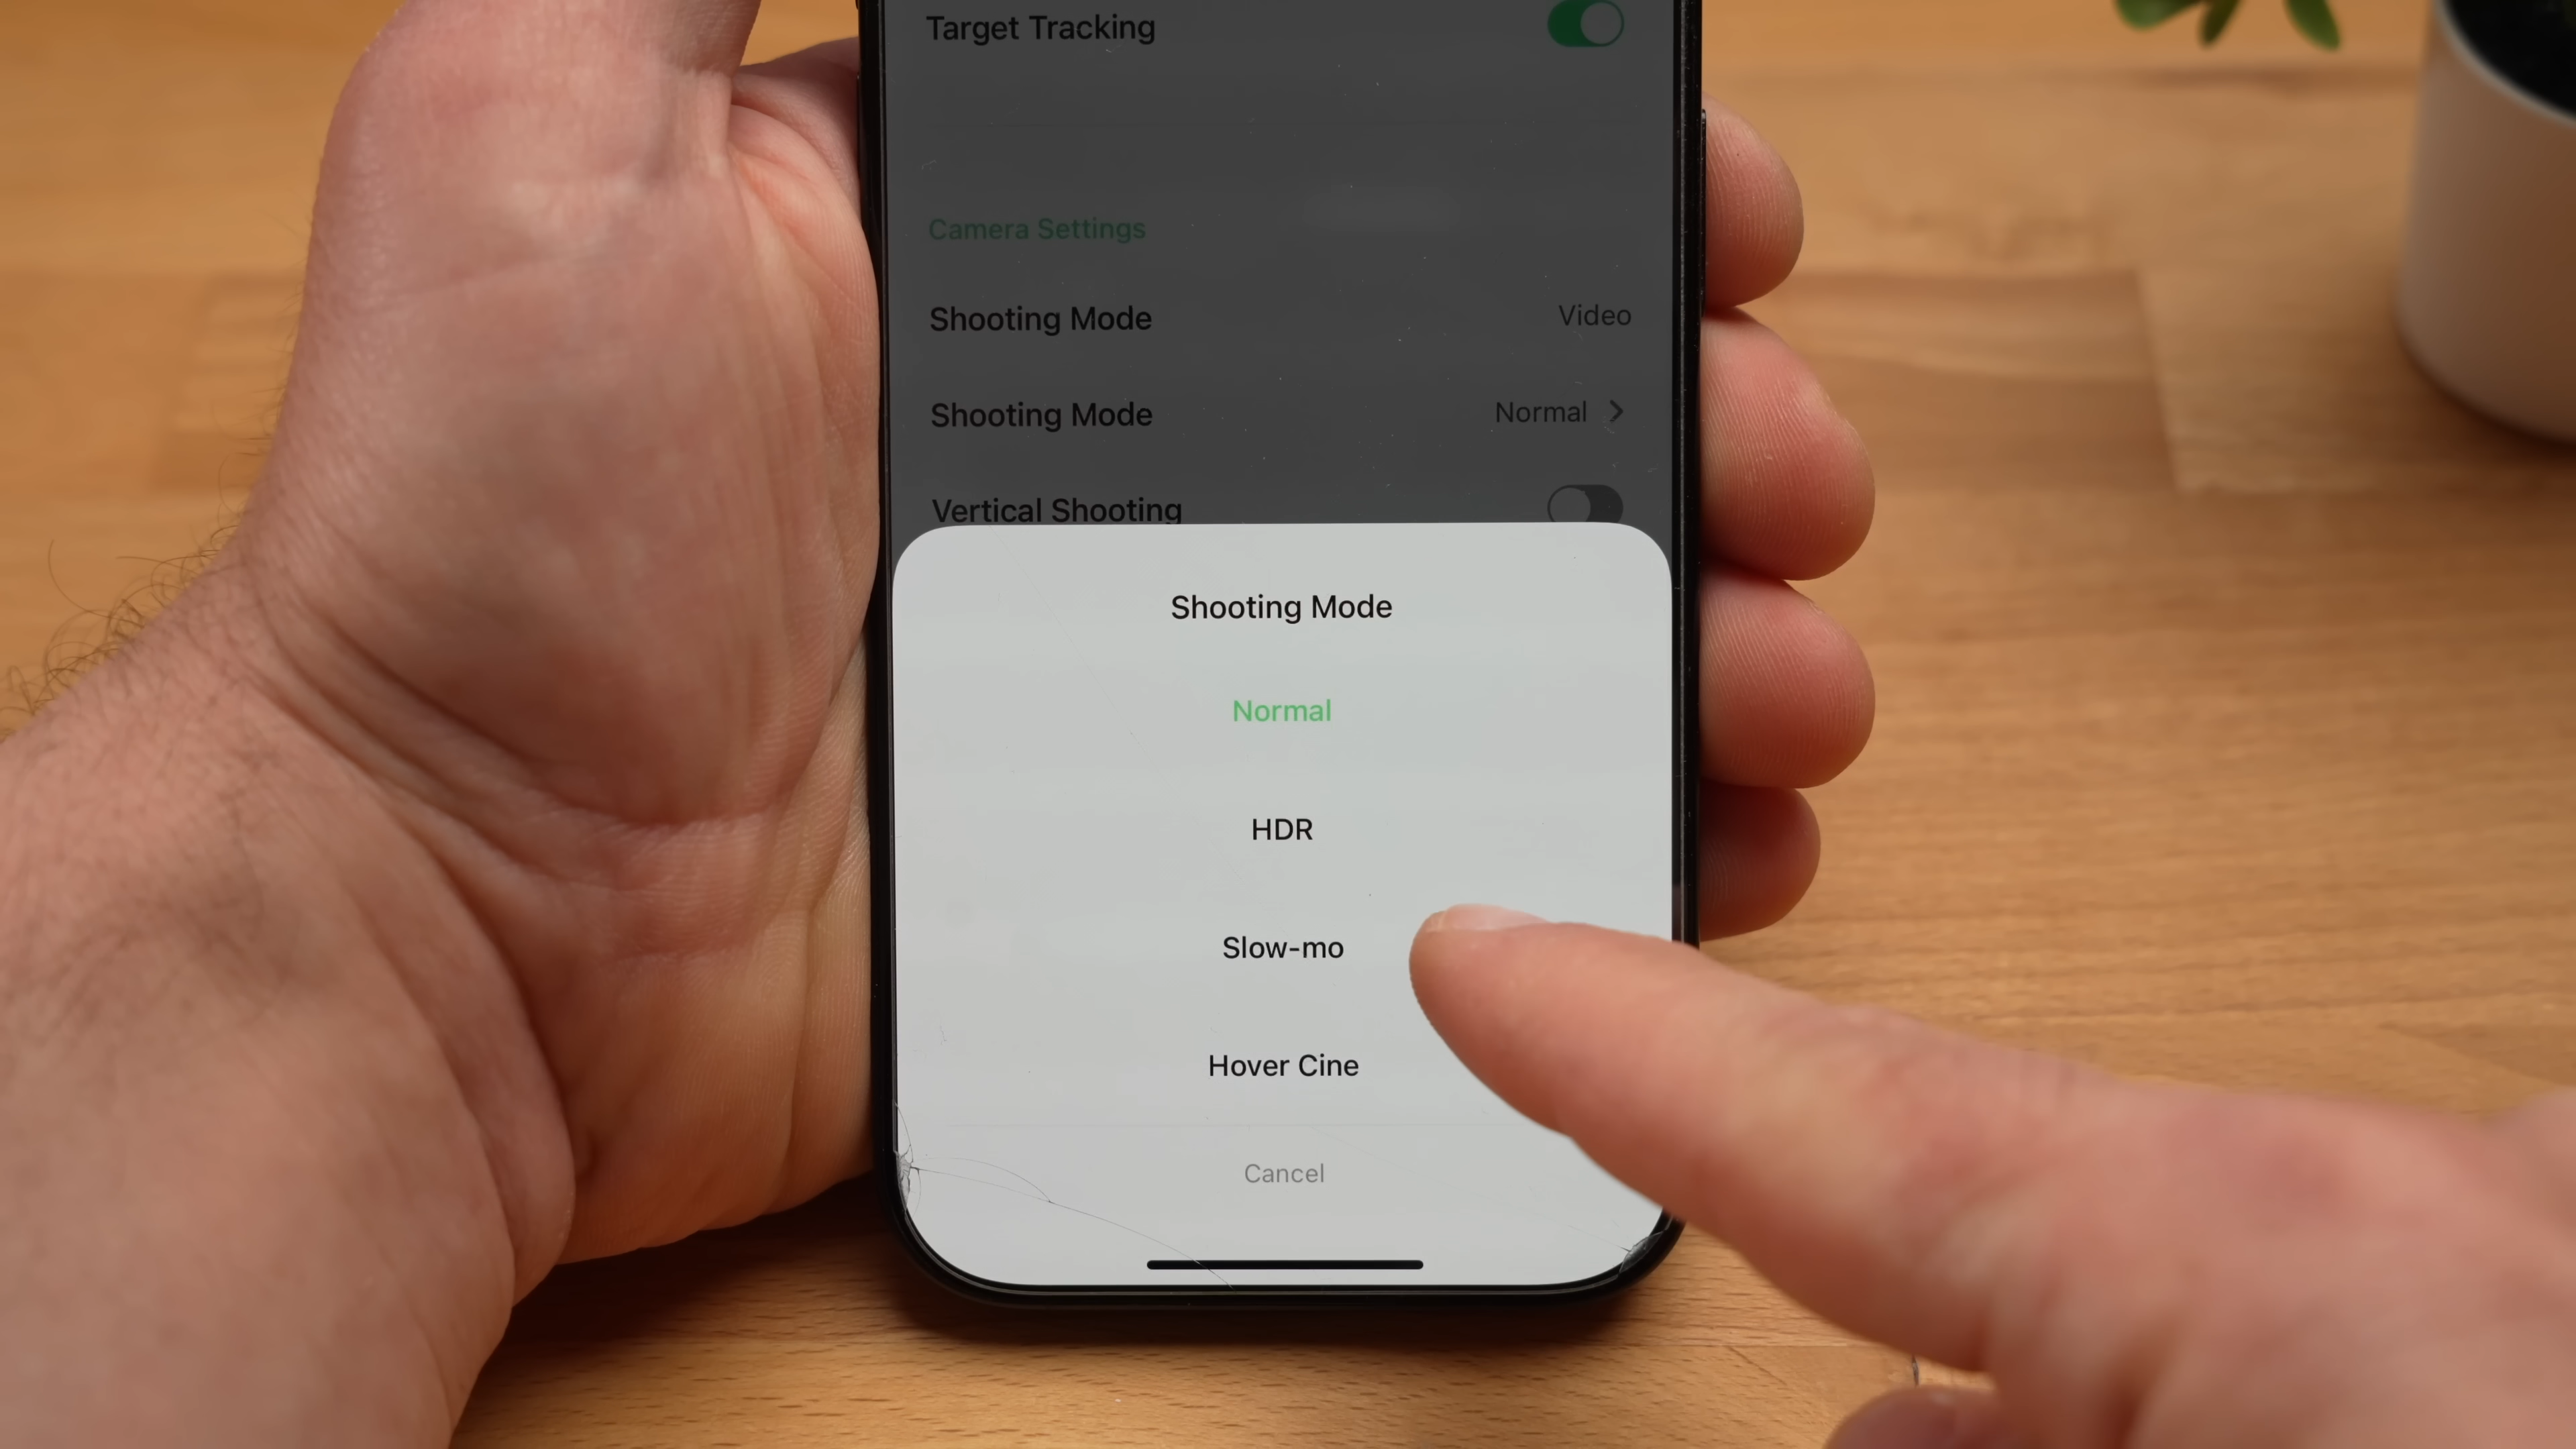 Target Tracking
Camera Settings
Shooting Mode Video
Shooting Mode Normal
Vertical Shooting
Shooting Mode
Normal
HDR
Slow-mo
Hover Cine
Cancel